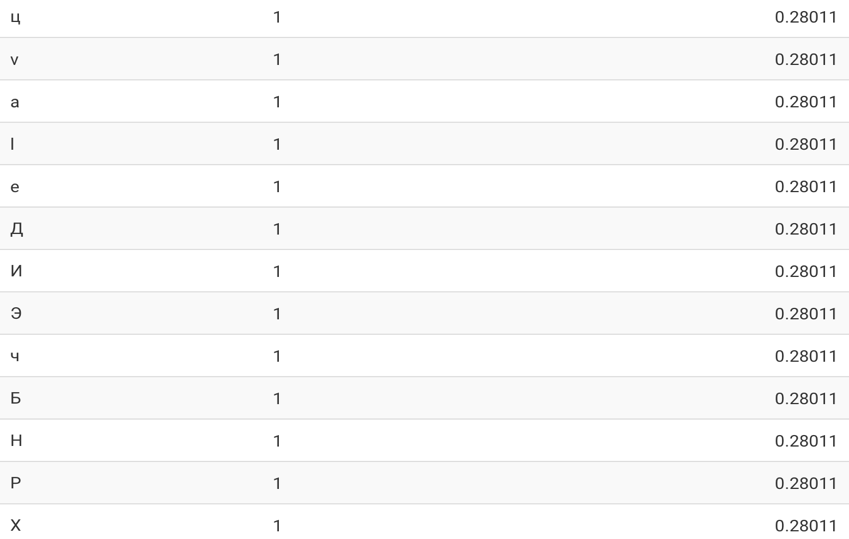 ц 1 0.28011
v 1 0.28011
a 1 0.28011
l 1 0.28011
e 1 0.28011
Д 1 0.28011
И 1 0.28011
Э 1 0.28011
ч 1 0.28011
Б 1 0.28011
Н 1 0.28011
Р 1 0.28011
Х 1 0.28011